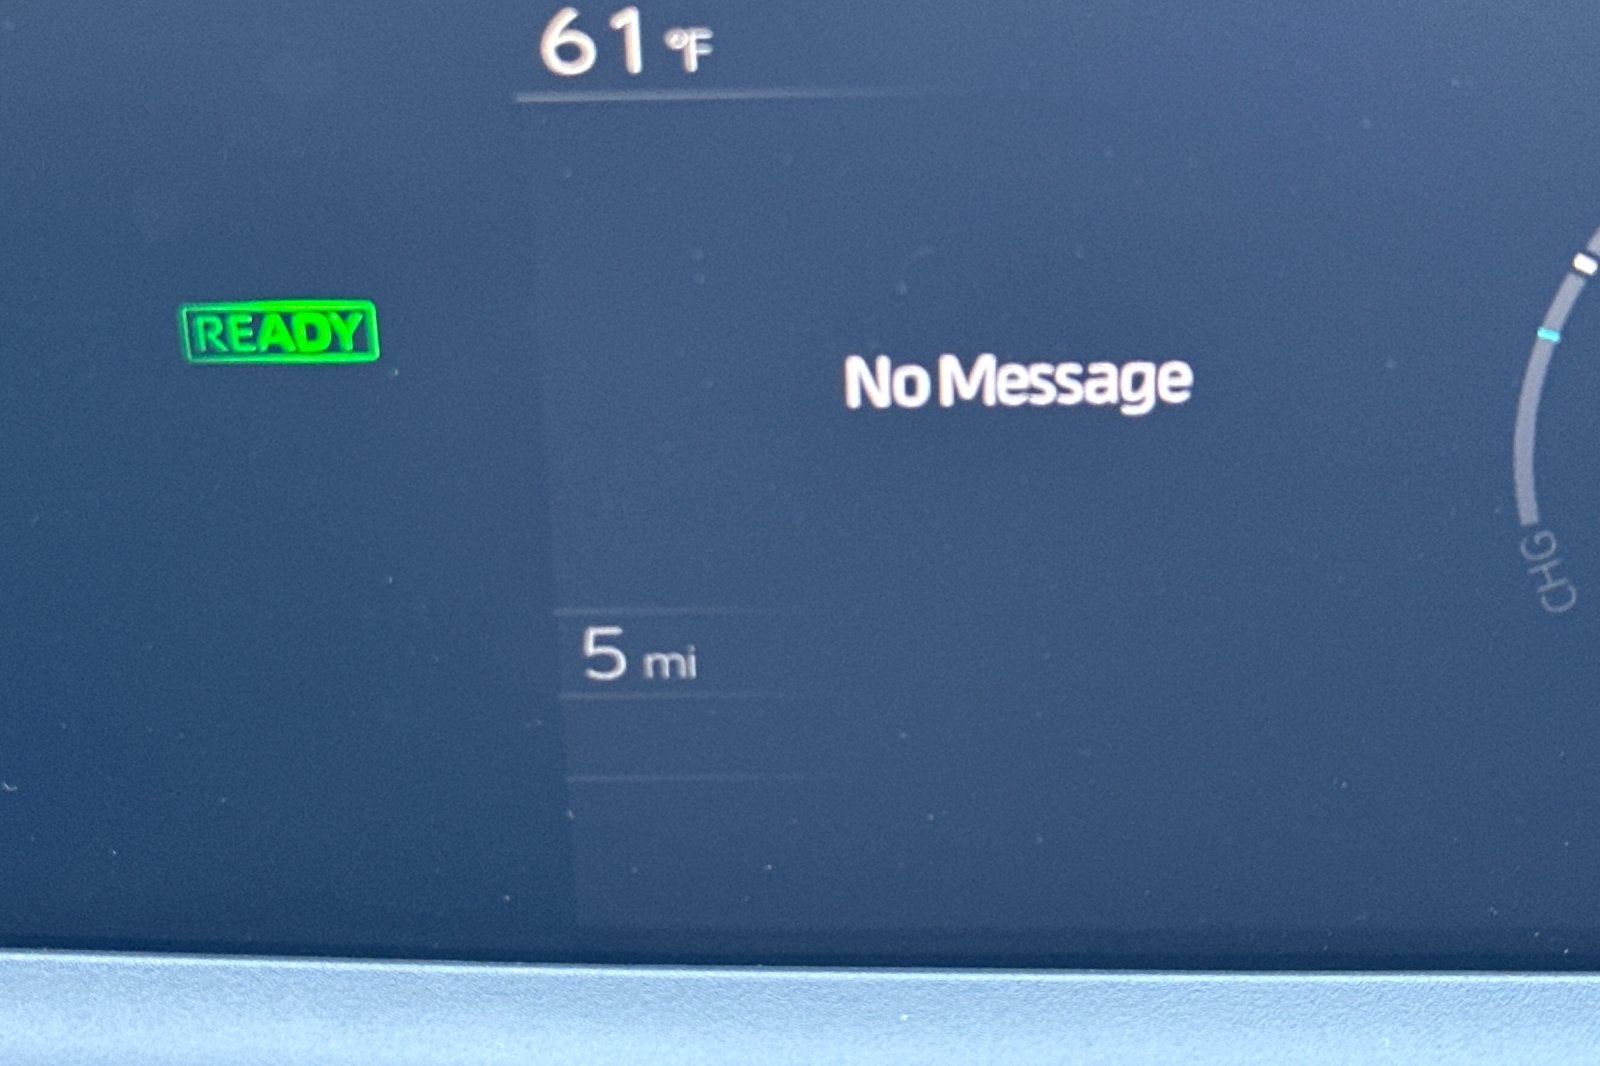 61°F
READY
No Message
CHG
5 mi